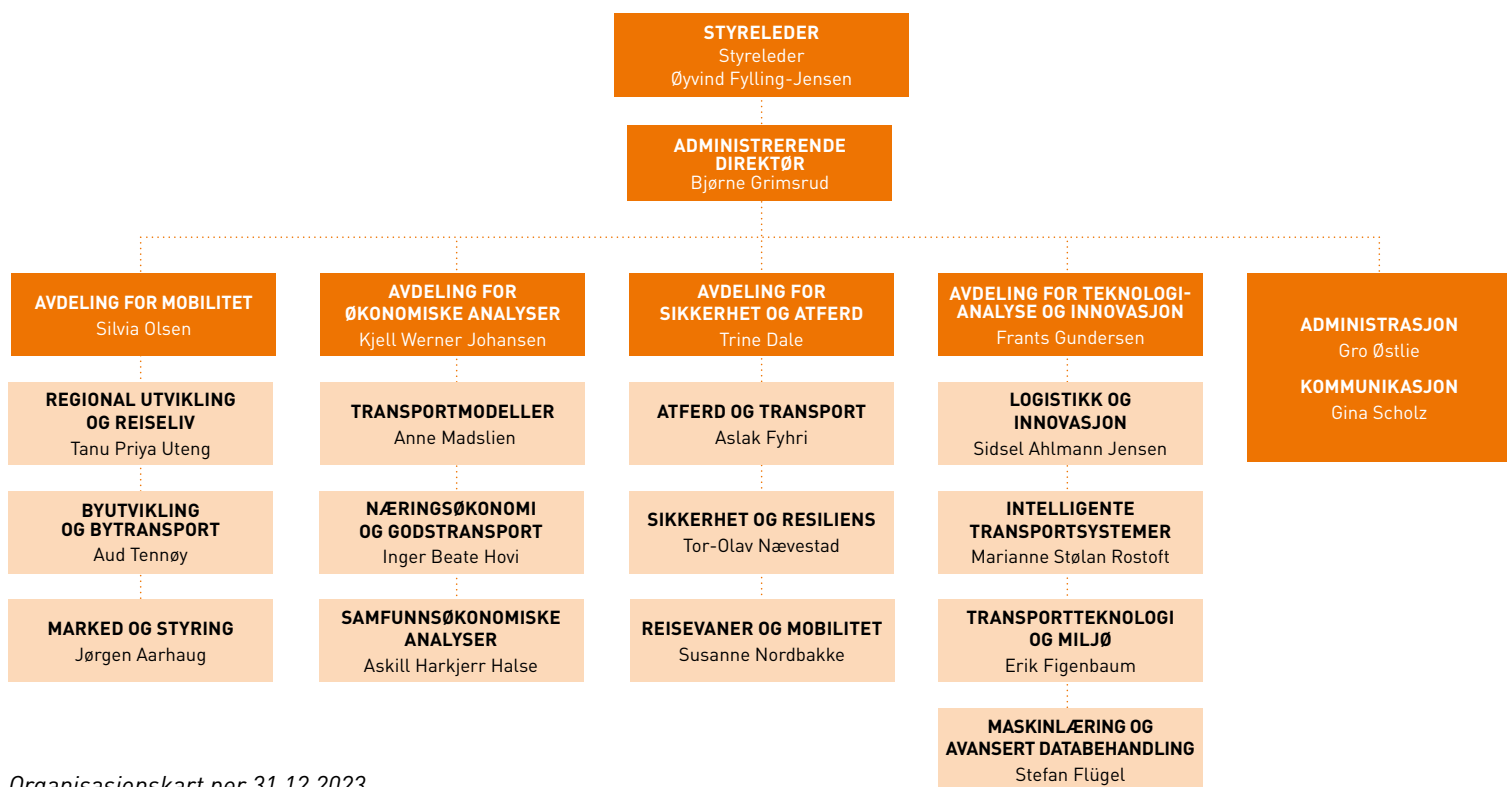 STYRELEDER
Styreleder
Øyvind Fylling-Jensen
ADMINISTRERENDE
DIREKTØR
Bjørne Grimsrud
AVDELING FOR MOBILITET
Silvia Olsen
REGIONAL UTVIKLING
OG REISELIV
Tanu Priya Uteng
BYUTVIKLING
OG BYTRANSPORT
Aud Tennøy
MARKED OG STYRING
Jørgen Aarhaug
AVDELING FOR
ØKONOMISKE ANALYSER
Kjell Werner Johansen
TRANSPORTMODELLER
Anne Madslien
NÆRINGSØKONOMI
OG GODSTRANSPORT
Inger Beate Hovi
SAMFUNNSØKONOMISKE
ANALYSER
Askill Harkjerr Halse
AVDELING FOR
SIKKERHET OG ATFERD
Trine Dale
ATFERD OG TRANSPORT
Aslak Fyhri
SIKKERHET OG RESILIENS
Tor-Olav Nævestad
REISEVANER OG MOBILITET
Susanne Nordbakke
AVDELING FOR TEKNOLOGI-
ANALYSE OG INNOVASJON
Frants Gundersen
LOGISTIKK OG
INNOVASJON
Sidsel Ahlmann Jensen
INTELLIGENTE
TRANSPORTSYSTEMER
Marianne Stølan Rostoft
TRANSPORTTEKNOLOGI
OG MILJØ
Erik Figenbaum
MASKINLÆRING OG
AVANSERT DATABEHANDLING
Stefan Flügel
ADMINISTRASJON
Gro Østlie
KOMMUNIKASJON
Gina Scholz
Organisasjonskart per 31.12.2023